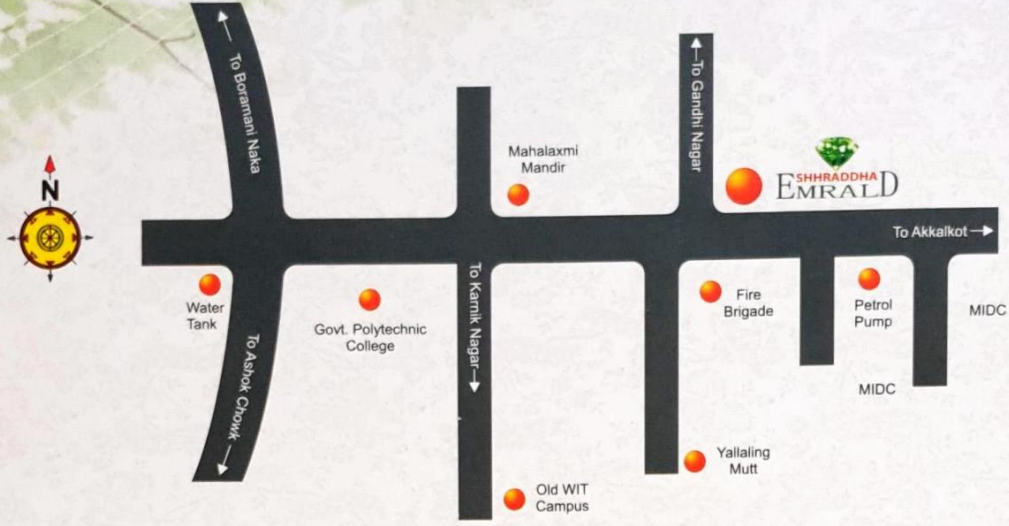 To Boramani Naka
To Gandhi Nagar
Mahalaxmi
Mandir
SHHRADDHA
EMRALD
N
To Akkalkot
Water
Tank
Govt. Polytechnic
College
To Karnik Nagar
Fire
Brigade
Petrol
Pump
MIDC
To Ashok Chowk
MIDC
Yallaling
Mutt
Old WIT
Campus